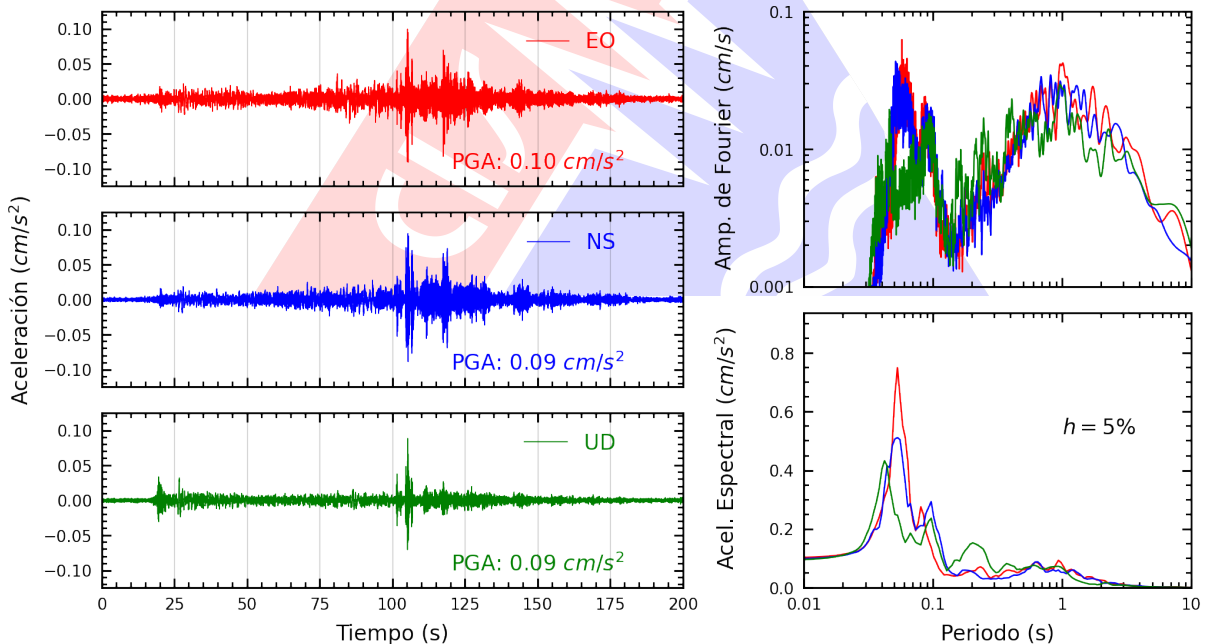 Aceleración (cm/s²)
0.10
0.05
0.00
−0.05
−0.10
EO
PGA: 0.10 cm/s²
0.10
0.05
0.00
−0.05
−0.10
NS
PGA: 0.09 cm/s²
0.10
0.05
0.00
−0.05
−0.10
UD
PGA: 0.09 cm/s²
0 25 50 75 100 125 150 175 200
Tiempo (s)
Amp. de Fourier (cm/s)
0.1
0.01
0.001
Acel. Espectral (cm/s²)
0.8
0.6
0.4
0.2
0.0
h = 5%
0.01 0.1 1 10
Periodo (s)